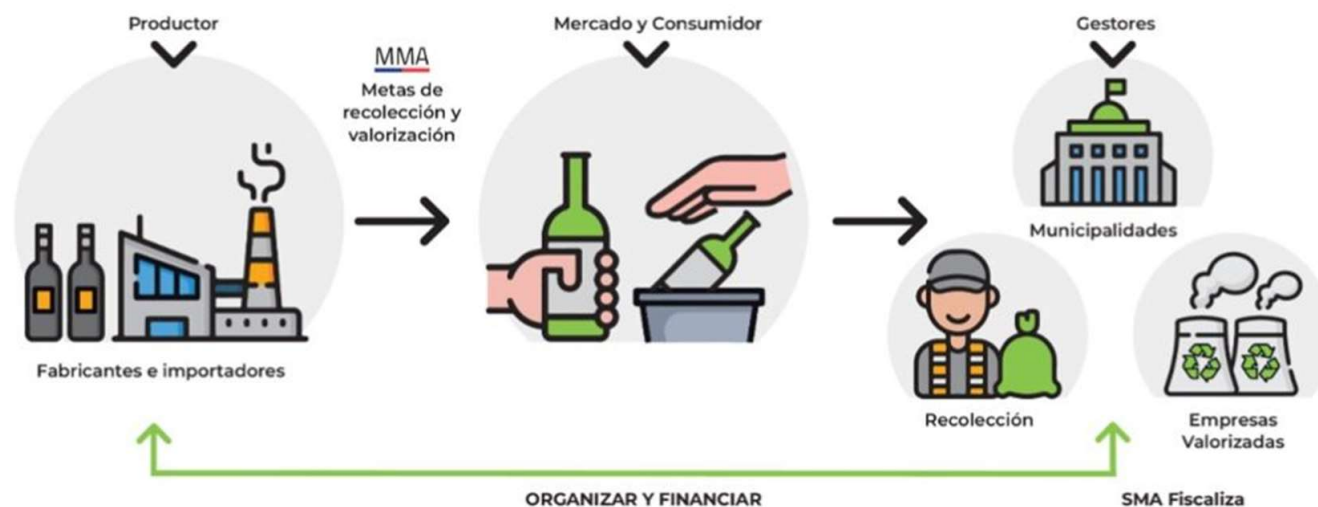 Productor
MMA
Metas de
recolección y
valorización
Fabricantes e importadores
Mercado y Consumidor
Gestores
Municipalidades
Recolección
Empresas
Valorizadas
ORGANIZAR Y FINANCIAR
SMA Fiscaliza